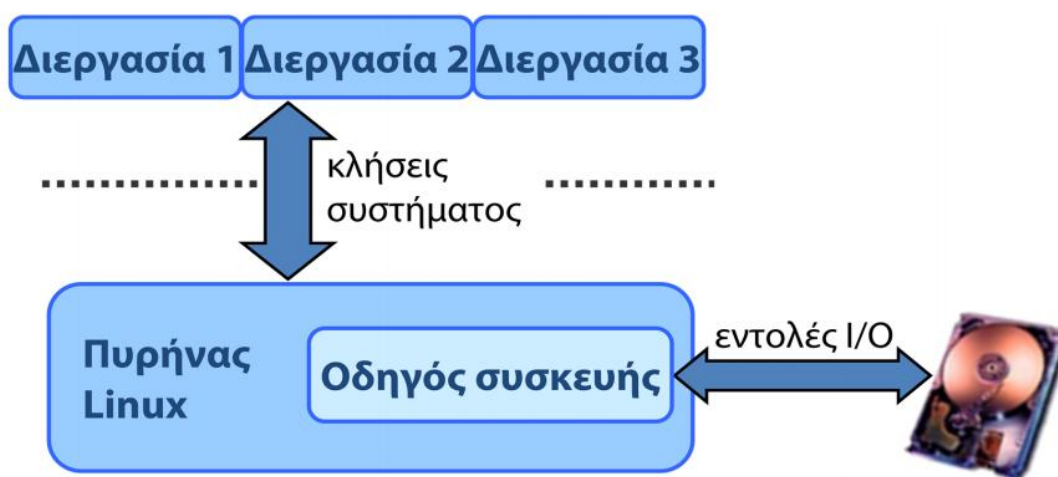 Διεργασία 1 Διεργασία 2 Διεργασία 3
κλήσεις
συστήματος
Πυρήνας
Linux
Οδηγός συσκευής
εντολές I/O